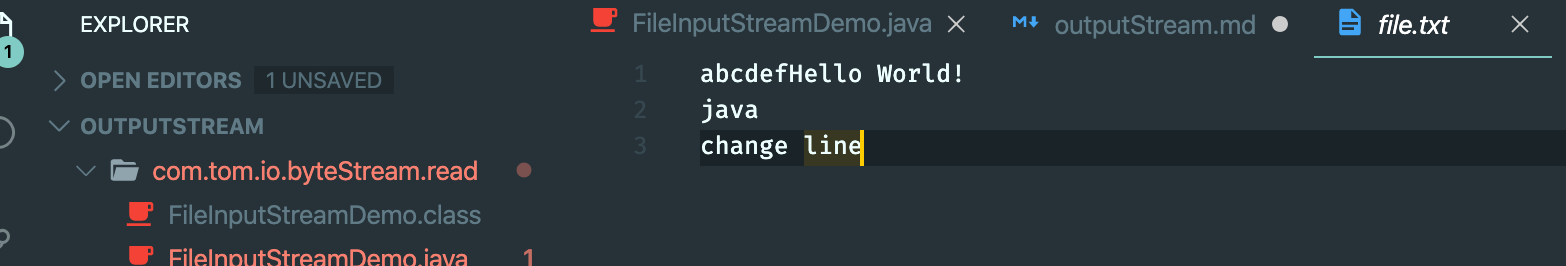 EXPLORER
1
OPEN EDITORS 1 UNSAVED
OUTPUTSTREAM
com.tom.io.byteStream.read
FileInputStreamDemo.class
FileInputStreamDemo.java 1
FileInputStreamDemo.java
outputStream.md
file.txt
1 abcdefHello World!
2 java
3 change line